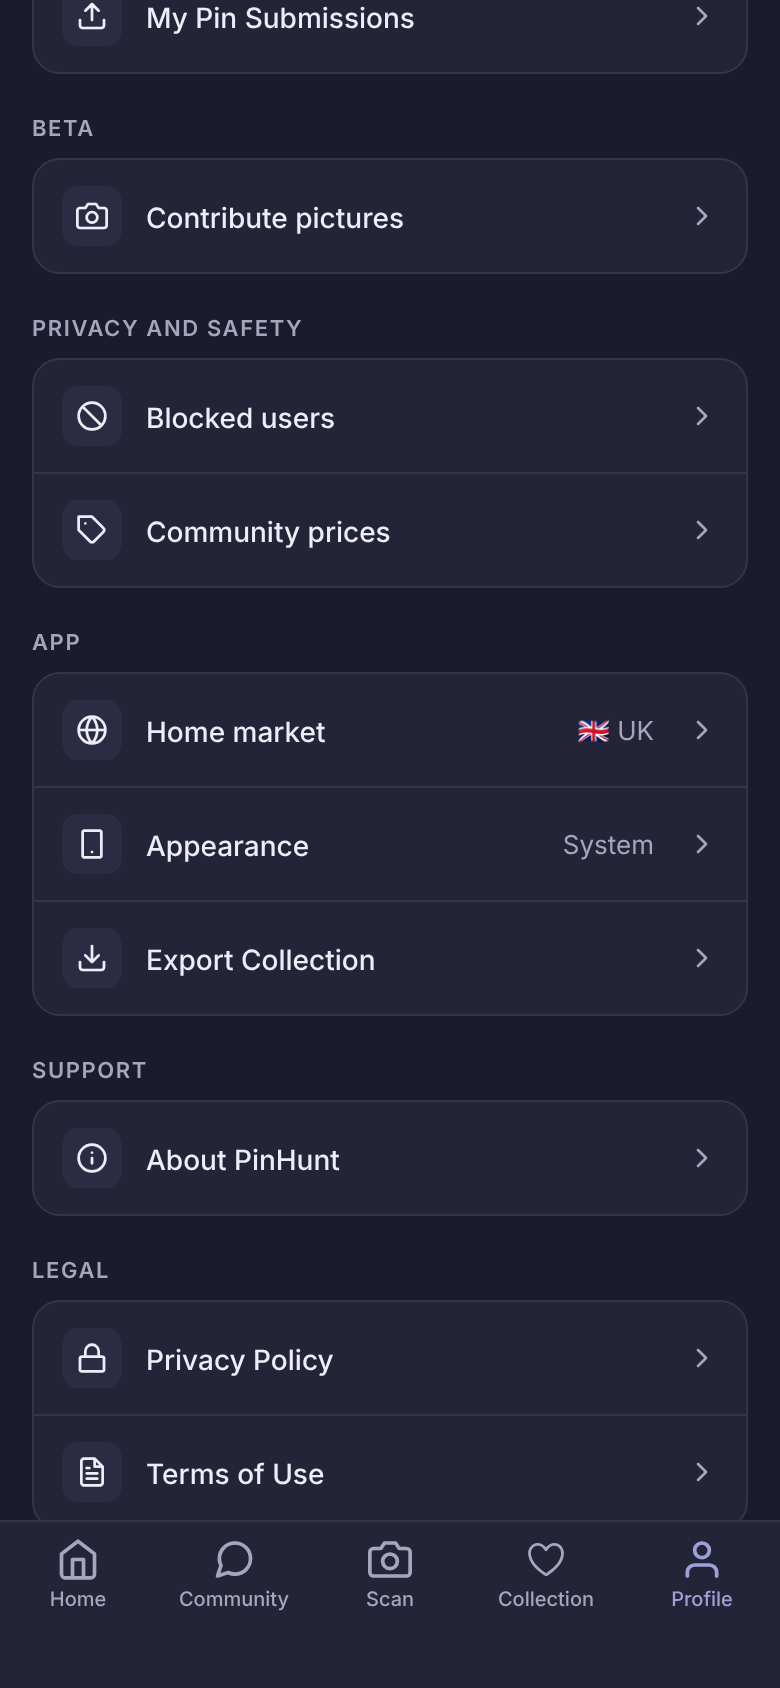 My Pin Submissions
BETA
Contribute pictures
PRIVACY AND SAFETY
Blocked users
Community prices
APP
Home market 🇬🇧 UK
Appearance System
Export Collection
SUPPORT
About PinHunt
LEGAL
Privacy Policy
Terms of Use
Home Community Scan Collection Profile